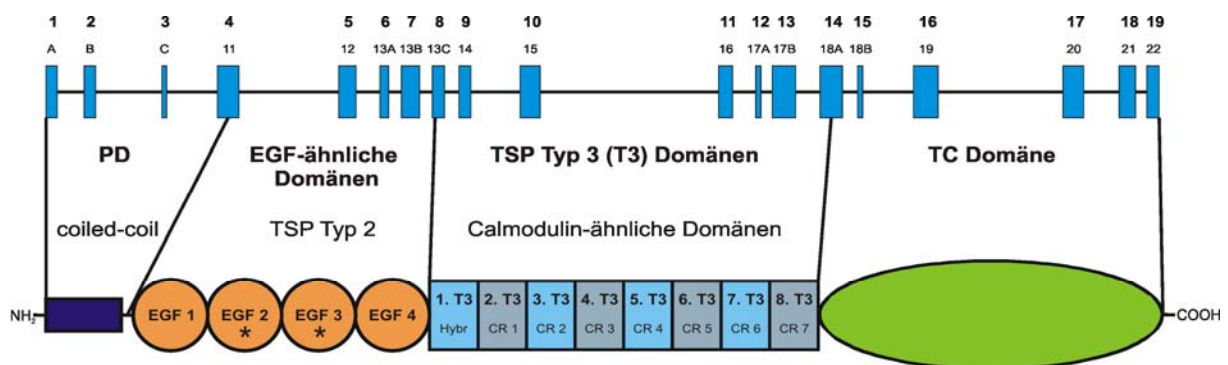 1 2 3 4 5 6 7 8 9 10 11 12 13 14 15 16 17 18 19
A B C 11 12 13A 13B 13C 14 15 16 17A 17B 18A 18B 19 20 21 22
PD EGF-ähnliche TSP Typ 3 (T3) Domänen TC Domäne
Domänen
coiled-coil TSP Typ 2 Calmodulin-ähnliche Domänen
1. T3 2. T3 3. T3 4. T3 5. T3 6. T3 7. T3 8. T3
NH₂ EGF 1 EGF 2 EGF 3 EGF 4 COOH
* * Hybr CR 1 CR 2 CR 3 CR 4 CR 5 CR 6 CR 7